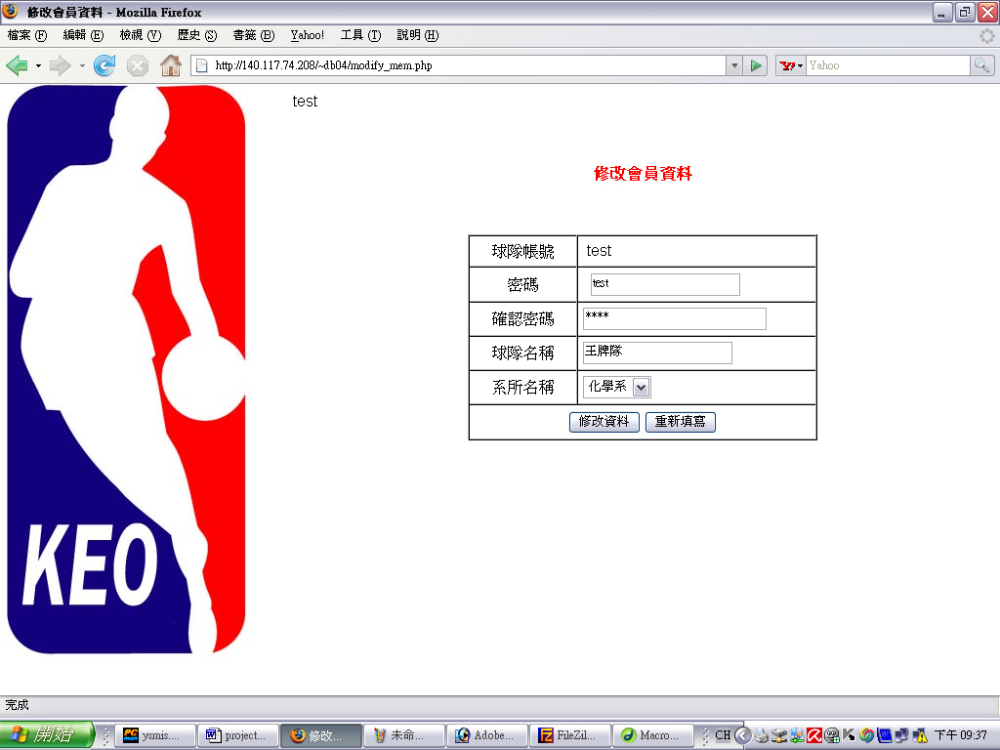 修改會員資料 - Mozilla Firefox
檔案 (F) 編輯 (E) 檢視 (V) 歷史 (S) 書籤 (B) Yahoo! 工具 (T) 說明 (H)
http://140.117.74.208/~db04/modify_mem.php Yahoo
test
修改會員資料
球隊帳號 test
密碼 test
確認密碼 ****
球隊名稱 王牌隊
系所名稱 化學系
修改資料 重新填寫
KEO
完成
開始 ysmis.... project... 修改... 未命... Adobe... FileZil... Macro... CH 下午 09:37